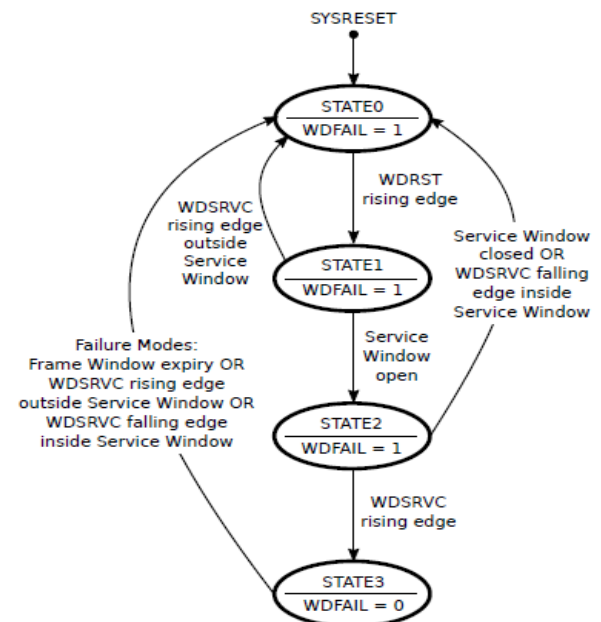 SYSRESET
STATE0
WDFAIL = 1
WDRST
rising edge
WDSRVC
rising edge
outside
Service
Window
Service Window
closed OR
WDSRVC falling
edge inside
Service Window
STATE1
WDFAIL = 1
Service
Window
open
Failure Modes:
Frame Window expiry OR
WDSRVC rising edge
outside Service Window OR
WDSRVC falling edge
inside Service Window
STATE2
WDFAIL = 1
WDSRVC
rising edge
STATE3
WDFAIL = 0